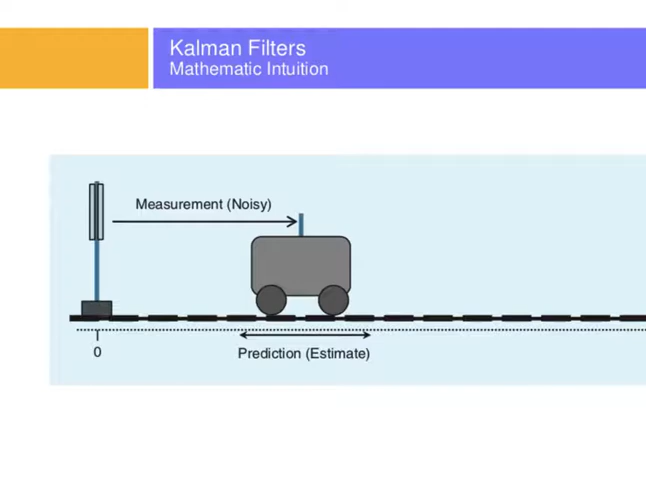 Kalman Filters
Mathematic Intuition
Measurement (Noisy)
0
Prediction (Estimate)